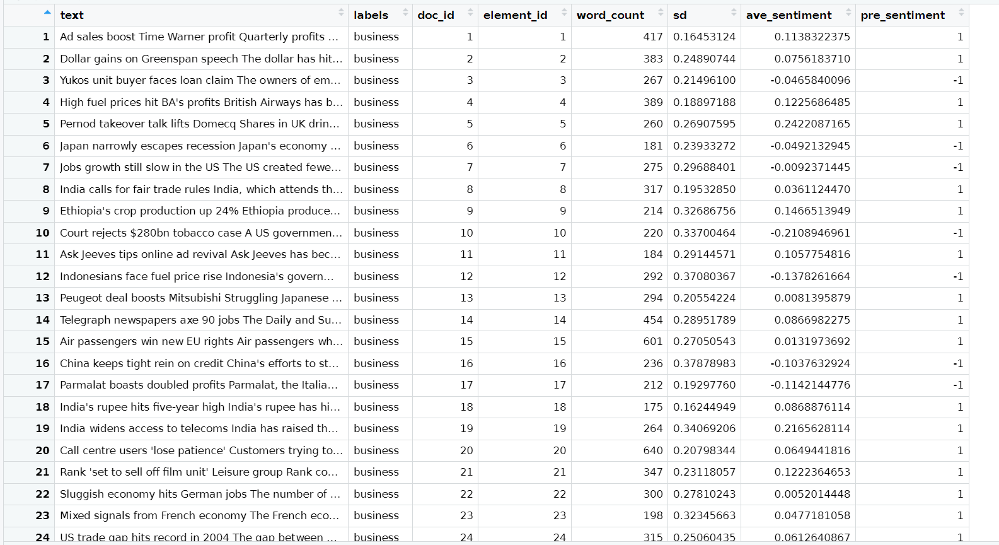 text labels doc_id element_id word_count sd ave_sentiment pre_sentiment
1 Ad sales boost Time Warner profit Quarterly profits ... business 1 1 417 0.16453124 0.1138322375 1
2 Dollar gains on Greenspan speech The dollar has hit... business 2 2 383 0.24890744 0.0756183710 1
3 Yukos unit buyer faces loan claim The owners of em... business 3 3 267 0.21496100 -0.0465840096 -1
4 High fuel prices hit BA's profits British Airways has b... business 4 4 389 0.18897188 0.1225686485 1
5 Pernod takeover talk lifts Domecq Shares in UK drin... business 5 5 260 0.26907595 0.2422087165 1
6 Japan narrowly escapes recession Japan's economy ... business 6 6 181 0.23933272 -0.0492132945 -1
7 Jobs growth still slow in the US The US created fewe... business 7 7 275 0.29688401 -0.0092371445 -1
8 India calls for fair trade rules India, which attends th... business 8 8 317 0.19532850 0.0361124470 1
9 Ethiopia's crop production up 24% Ethiopia produce... business 9 9 214 0.32686756 0.1466513949 1
10 Court rejects $280bn tobacco case A US governmen... business 10 10 220 0.33700464 -0.2108946961 -1
11 Ask Jeeves tips online ad revival Ask Jeeves has bec... business 11 11 184 0.29144571 0.1057754816 1
12 Indonesians face fuel price rise Indonesia's govern... business 12 12 292 0.37080367 -0.1378261664 -1
13 Peugeot deal boosts Mitsubishi Struggling Japanese ... business 13 13 294 0.20554224 0.0081395879 1
14 Telegraph newspapers axe 90 jobs The Daily and Su... business 14 14 454 0.28951789 0.0866982275 1
15 Air passengers win new EU rights Air passengers wh... business 15 15 601 0.27050543 0.0131973692 1
16 China keeps tight rein on credit China's efforts to st... business 16 16 236 0.37878983 -0.1037632924 -1
17 Parmalat boasts doubled profits Parmalat, the Italia... business 17 17 212 0.19297760 -0.1142144776 -1
18 India's rupee hits five-year high India's rupee has hi... business 18 18 175 0.16244949 0.0868876114 1
19 India widens access to telecoms India has raised th... business 19 19 264 0.34069206 0.2165628114 1
20 Call centre users 'lose patience' Customers trying to... business 20 20 640 0.20798344 0.0649441816 1
21 Rank 'set to sell off film unit' Leisure group Rank co... business 21 21 347 0.23118057 0.1222364653 1
22 Sluggish economy hits German jobs The number of ... business 22 22 300 0.27810243 0.0052014448 1
23 Mixed signals from French economy The French eco... business 23 23 198 0.32345663 0.0477181058 1
24 US trade gap hits record in 2004 The gap between ... business 24 24 315 0.25060435 0.0612640867 1